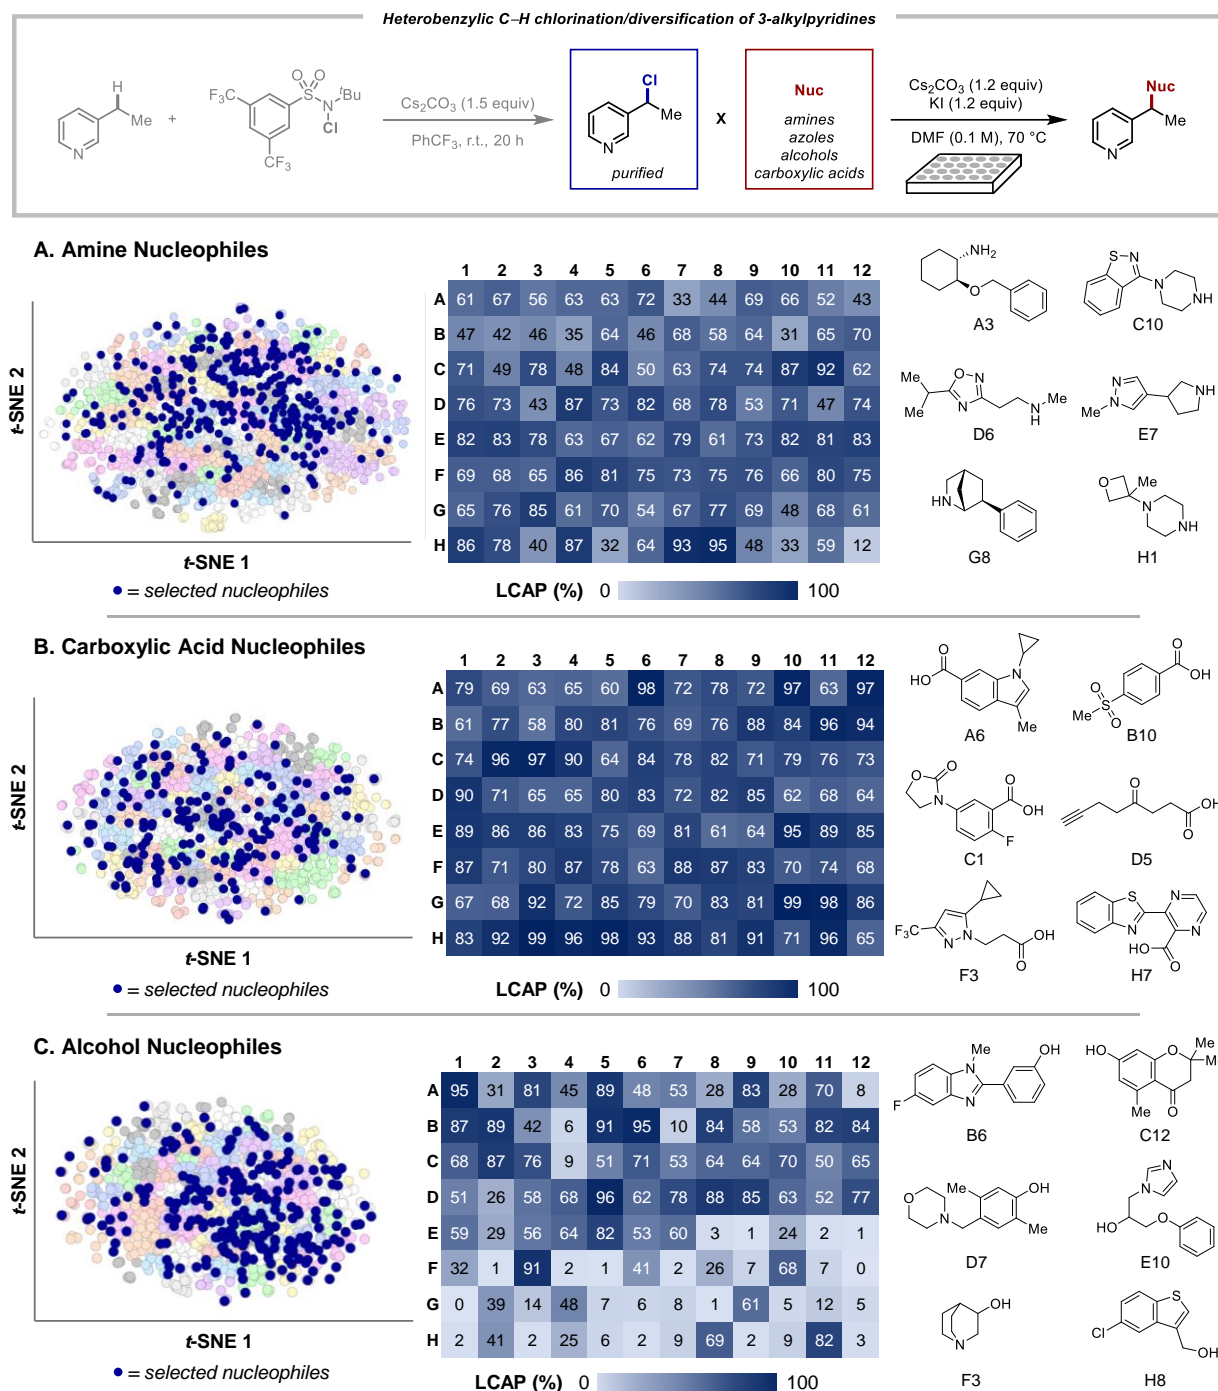 Heterobenzylic C–H chlorination/diversification of 3-alkylpyridines
H
Me
N
+
F3C
CF3
O O
S
N
tBu
Cl
Cs2CO3 (1.5 equiv)
PhCF3, r.t., 20 h
Cl
Me
N
purified
x
Nuc
amines
azoles
alcohols
carboxylic acids
Cs2CO3 (1.2 equiv)
KI (1.2 equiv)
DMF (0.1 M), 70 °C
Nuc
Me
N
A. Amine Nucleophiles
t-SNE 2
t-SNE 1
● = selected nucleophiles
1 2 3 4 5 6 7 8 9 10 11 12
A 61 67 56 63 63 72 33 44 69 66 52 43
B 47 42 46 35 64 46 68 58 64 31 65 70
C 71 49 78 48 84 50 63 74 74 87 92 62
D 76 73 43 87 73 82 68 78 53 71 47 74
E 82 83 78 63 67 62 79 61 73 82 81 83
F 69 68 65 86 81 75 73 75 76 66 80 75
G 65 76 85 61 70 54 67 77 69 48 68 61
H 86 78 40 87 32 64 93 95 48 33 59 12
LCAP (%) 0 100
NH2
O
A3
S N
N
NH
C10
Me
Me
O N
N
N
H
Me
D6
N
N
Me
NH
E7
HN
G8
O
Me
N
NH
H1
B. Carboxylic Acid Nucleophiles
t-SNE 2
t-SNE 1
● = selected nucleophiles
1 2 3 4 5 6 7 8 9 10 11 12
A 79 69 63 65 60 98 72 78 72 97 63 97
B 61 77 58 80 81 76 69 76 88 84 96 94
C 74 96 97 90 64 84 78 82 71 79 76 73
D 90 71 65 65 80 83 72 82 85 62 68 64
E 89 86 86 83 75 69 81 61 64 95 89 85
F 87 71 80 87 78 63 88 87 83 70 74 68
G 67 68 92 72 85 79 70 83 81 99 98 86
H 83 92 99 96 98 93 88 81 91 71 96 65
LCAP (%) 0 100
O
HO
N
Me
A6
O
OH
Me
S
O O
B10
O
O
N
O
OH
F
C1
O
OH
O
D5
F3C
N
N
OH
O
F3
S
N
N
N
HO
O
H7
C. Alcohol Nucleophiles
t-SNE 2
t-SNE 1
● = selected nucleophiles
1 2 3 4 5 6 7 8 9 10 11 12
A 95 31 81 45 89 48 53 28 83 28 70 8
B 87 89 42 6 91 95 10 84 58 53 82 84
C 68 87 76 9 51 71 53 64 64 70 50 65
D 51 26 58 68 96 62 78 88 85 63 52 77
E 59 29 56 64 82 53 60 3 1 24 2 1
F 32 1 91 2 1 41 2 26 7 68 7 0
G 0 39 14 48 7 6 8 1 61 5 12 5
H 2 41 2 25 6 2 9 69 2 9 82 3
LCAP (%) 0 100
Me
N
OH
F
N
B6
HO
O
Me
M
Me
O
C12
O
N
Me
OH
Me
D7
N
N
HO
O
E10
OH
N
F3
S
Cl
OH
H8